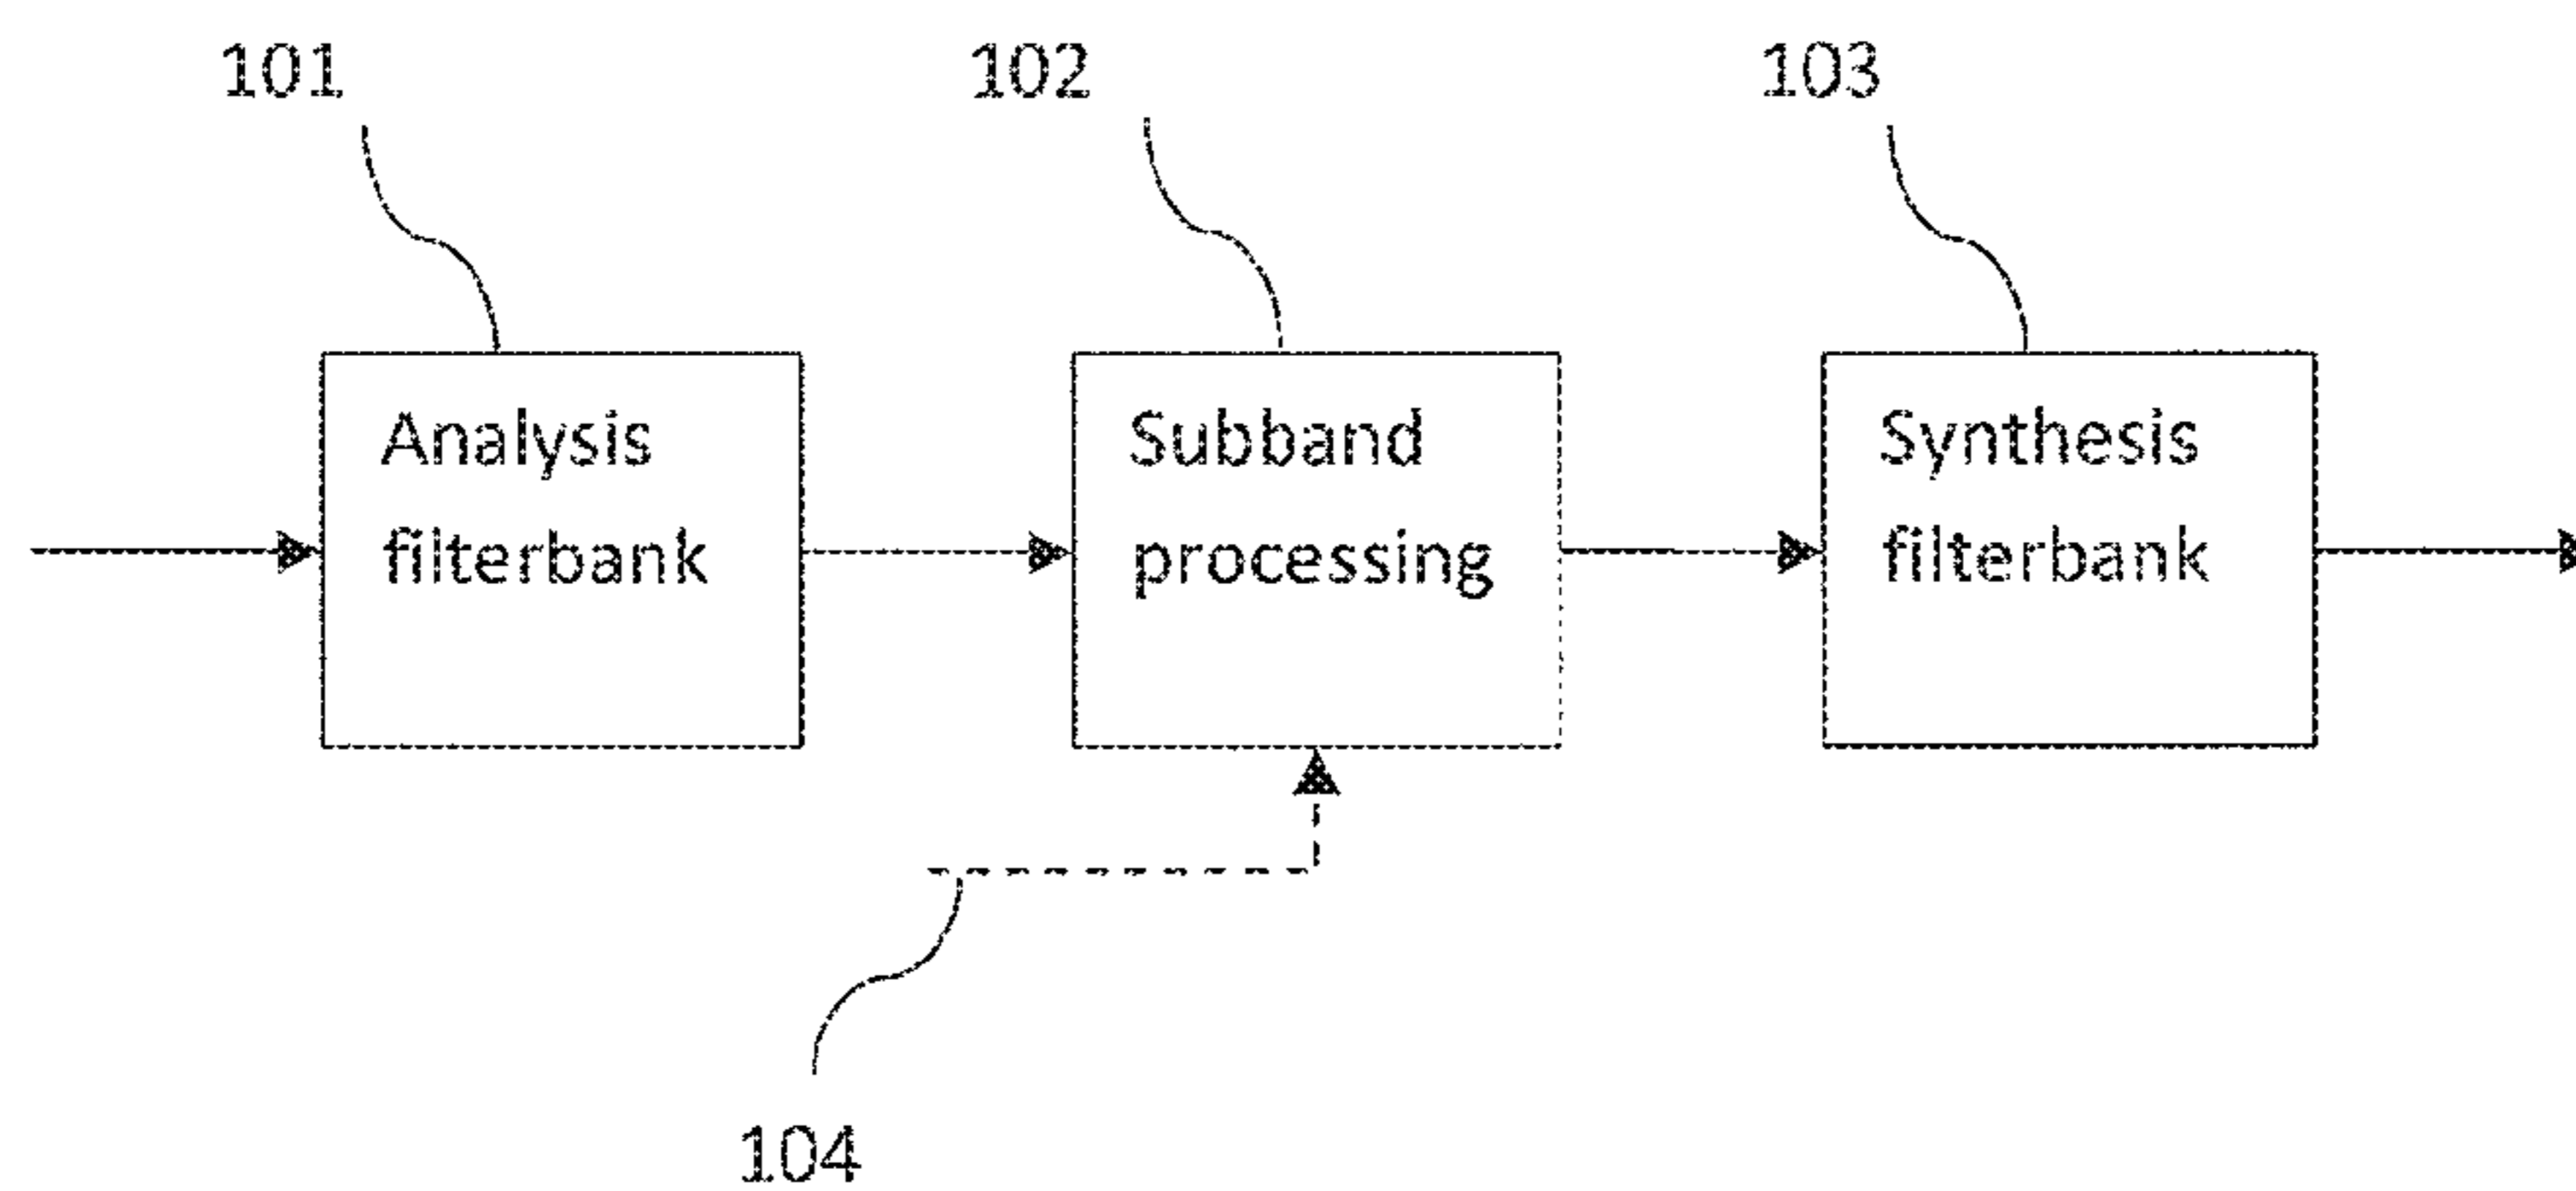 101
102
103
Analysis
filterbank
Subband
processing
Synthesis
filterbank
104